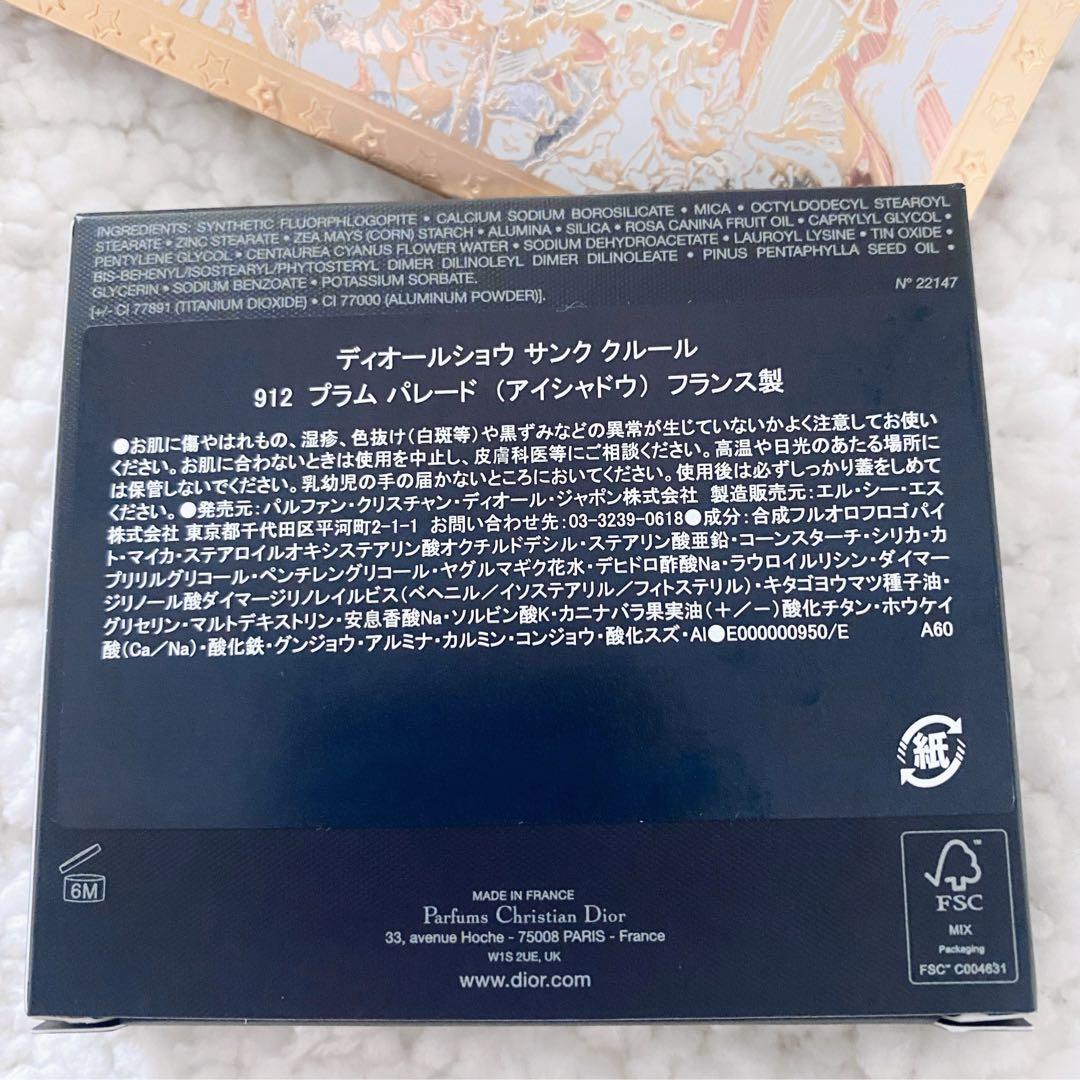 INGREDIENTS: SYNTHETIC FLUORPHLOGOPITE • CALCIUM SODIUM BOROSILICATE • MICA • OCTYLDODECYL STEAROYL
STEARATE • ZINC STEARATE • ZEA MAYS (CORN) STARCH • ALUMINA • SILICA • ROSA CANINA FRUIT OIL • CAPRYLYL GLYCOL •
PENTYLENE GLYCOL • CENTAUREA CYANUS FLOWER WATER • SODIUM DEHYDROACETATE • LAUROYL LYSINE • TIN OXIDE •
BIS-BEHENYL/ISOSTEARYL/PHYTOSTERYL DIMER DILINOLEYL DIMER DILINOLEATE • PINUS PENTAPHYLLA SEED OIL •
GLYCERIN • SODIUM BENZOATE • POTASSIUM SORBATE.
[+/- CI 77891 (TITANIUM DIOXIDE) • CI 77000 (ALUMINUM POWDER)].
N° 22147
ディオールショウ サンク クルール
912 プラム パレード (アイシャドウ) フランス製
●お肌に傷やはれもの、湿疹、色抜け(白斑等)や黒ずみなどの異常が生じていないかよく注意してお使い
ください。お肌に合わないときは使用を中止し、皮膚科医等にご相談ください。高温や日光のあたる場所に
は保管しないでください。乳幼児の手の届かないところにおいてください。使用後は必ずしっかり蓋をしめて
ください。●発売元:パルファン・クリスチャン・ディオール・ジャポン株式会社 製造販売元:エル・シー・エス
株式会社 東京都千代田区平河町2-1-1 お問い合わせ先:03-3239-0618●成分:合成フルオロフロゴパイ
ト・マイカ・ステアロイルオキシステアリン酸オクチルドデシル・ステアリン酸亜鉛・コーンスターチ・シリカ・カ
プリリルグリコール・ペンチレングリコール・ヤグルマギク花水・デヒドロ酢酸Na・ラウロイルリシン・ダイマー
ジリノール酸ダイマージリノレイルビス(ベヘニル/イソステアリル/フィトステリル)・キタゴヨウマツ種子油・
グリセリン・マルトデキストリン・安息香酸Na・ソルビン酸K・カニナバラ果実油(+/-)酸化チタン・ホウケイ
酸(Ca/Na)・酸化鉄・グンジョウ・アルミナ・カルミン・コンジョウ・酸化スズ・Al●E000000950/E A60
紙
6M
MADE IN FRANCE
Parfums Christian Dior
33, avenue Hoche - 75008 PARIS - France
W1S 2UE, UK
www.dior.com
FSC
MIX
Packaging
FSC™ C004631